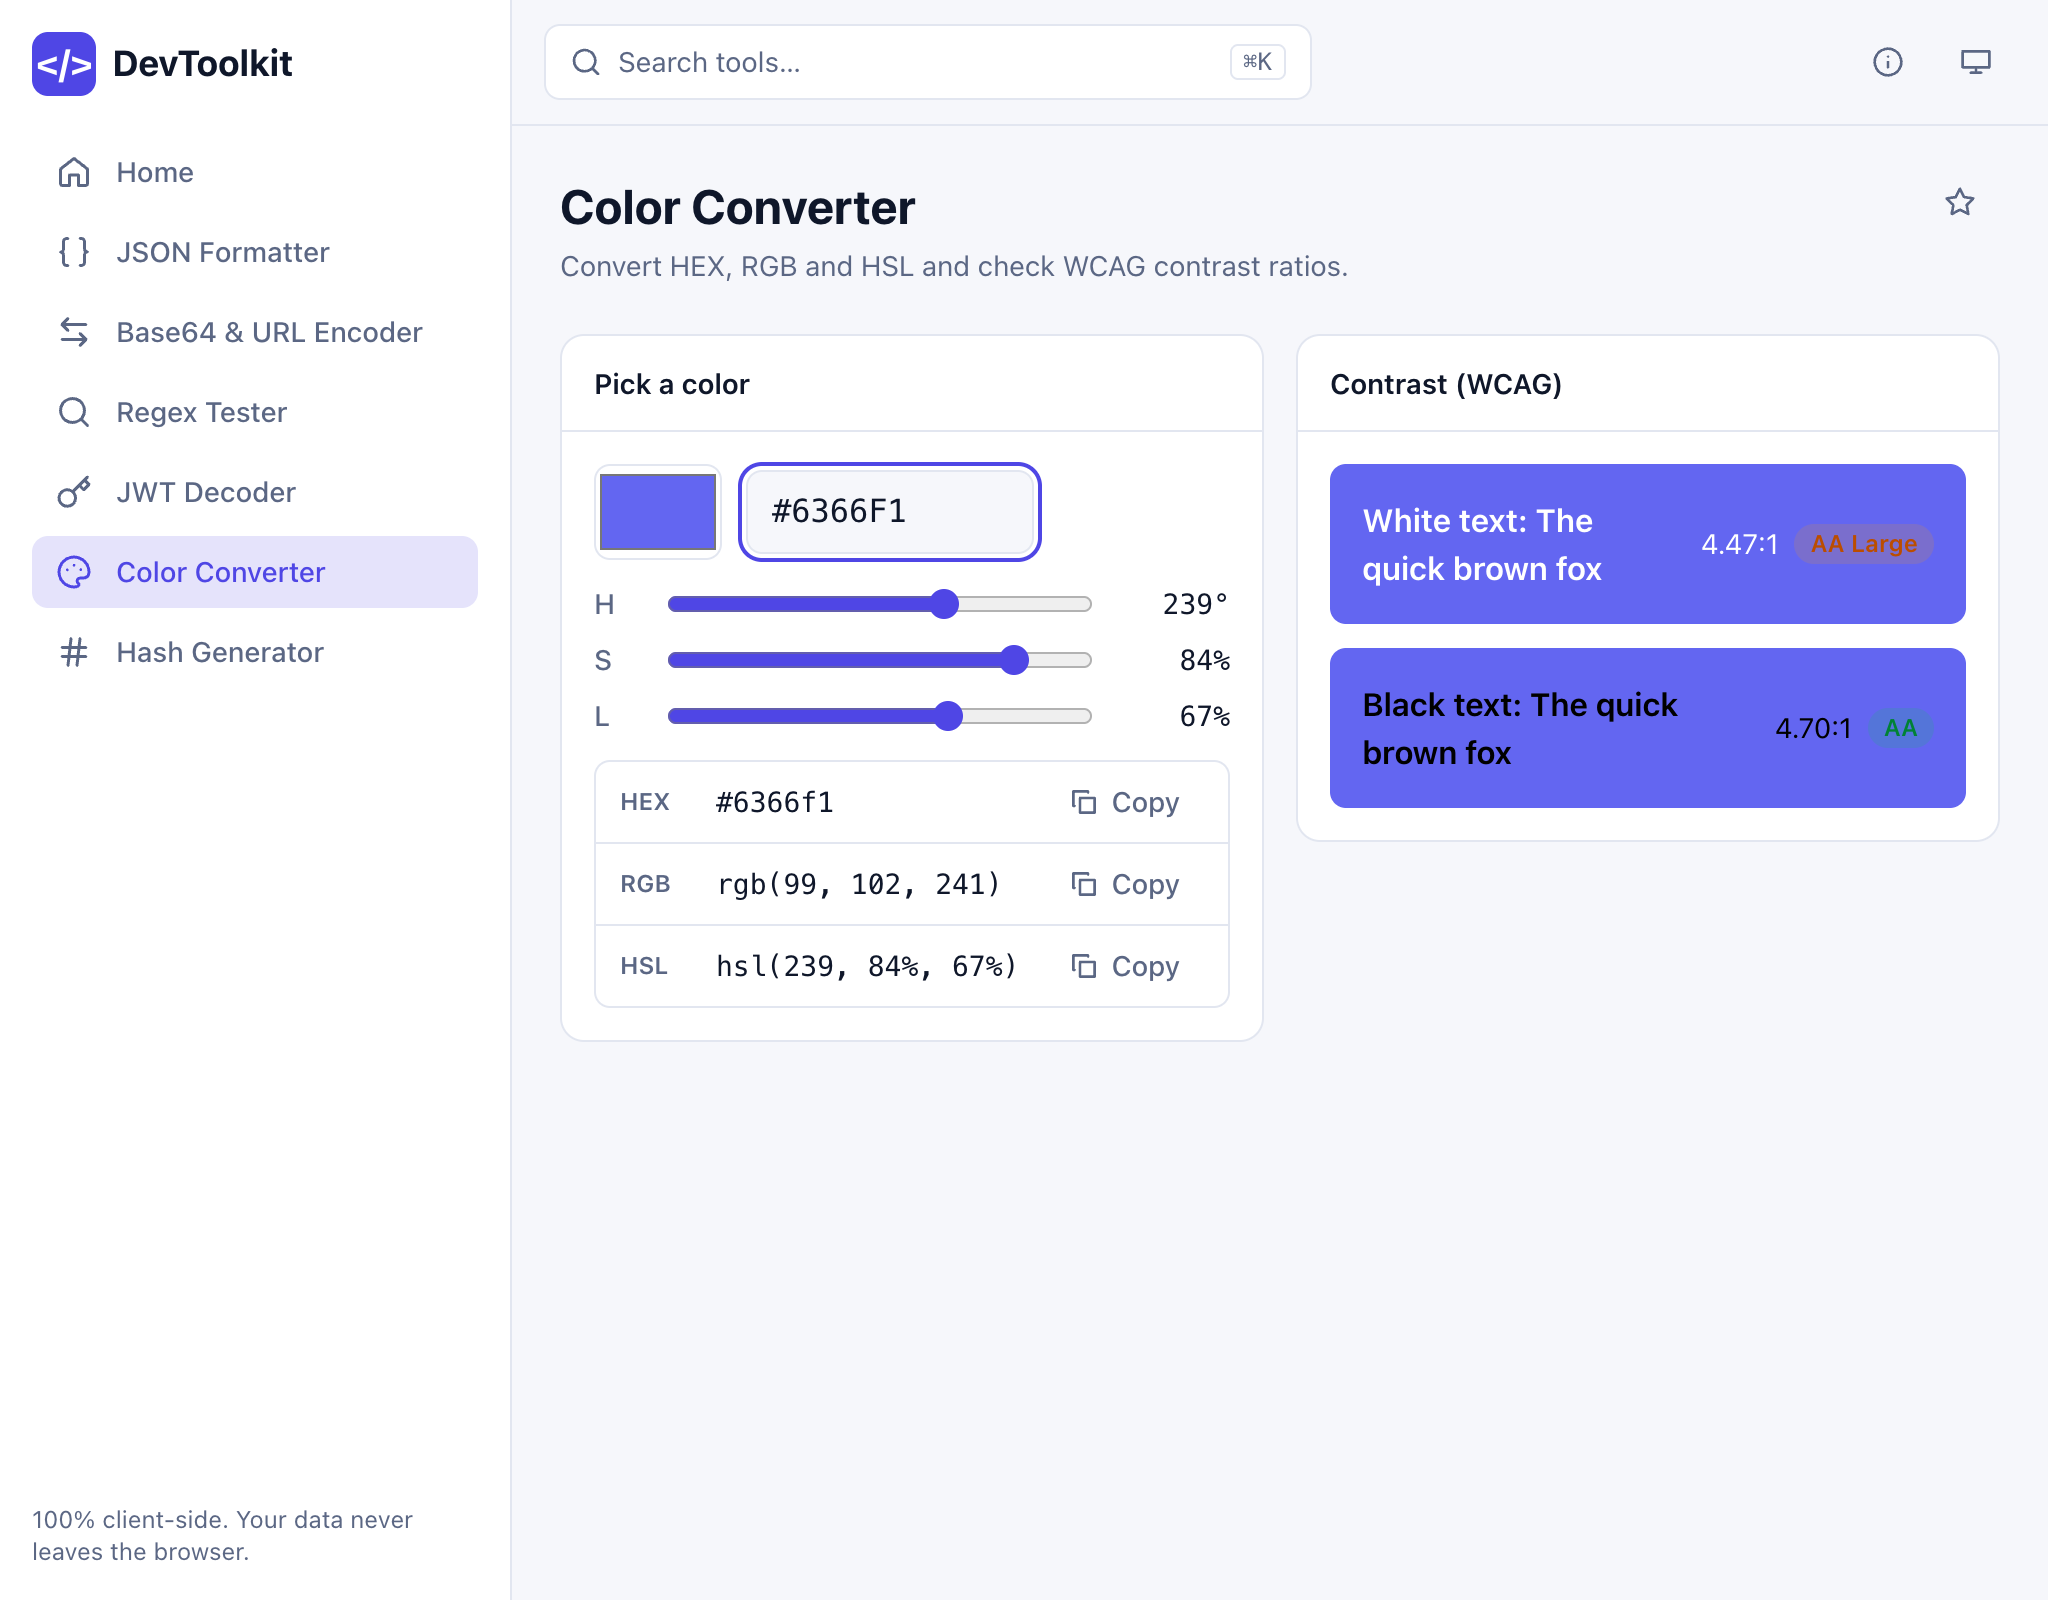 </> DevToolkit
Search tools...
⌘K
Home
JSON Formatter
Base64 & URL Encoder
Regex Tester
JWT Decoder
Color Converter
Hash Generator
100% client-side. Your data never
leaves the browser.
Color Converter
Convert HEX, RGB and HSL and check WCAG contrast ratios.
Pick a color
#6366F1
H 239°
S 84%
L 67%
HEX #6366f1 Copy
RGB rgb(99, 102, 241) Copy
HSL hsl(239, 84%, 67%) Copy
Contrast (WCAG)
White text: The
quick brown fox
4.47:1 AA Large
Black text: The quick
brown fox
4.70:1 AA